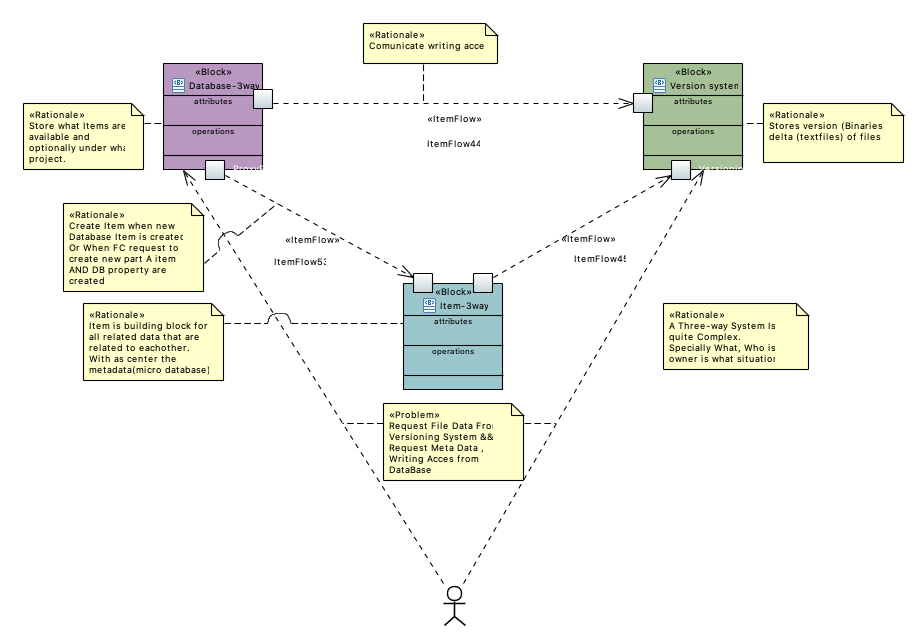 «Rationale»
Comunicate writing acce
«Block»
Database-3way
attributes
operations
«Block»
Version system
attributes
operations
«Rationale»
Store what Items are
available and
optionally under wha
project.
«ItemFlow»
ItemFlow44
«Rationale»
Stores version (Binaries)
delta (textfiles) of files
«Rationale»
Create Item when new
Database Item is created
Or When FC request to
create new part A item
AND DB property are
created
«ItemFlow»
ItemFlow53
«ItemFlow»
ItemFlow45
«Block»
Item-3way
attributes
operations
«Rationale»
Item is building block for
all related data that are
related to eachother.
With as center the
metadata(micro database)
«Rationale»
A Three-way System Is
quite Complex.
Specially What, Who is
owner is what situation
«Problem»
Request File Data From
Versioning System &&
Request Meta Data ,
Writing Acces from
DataBase